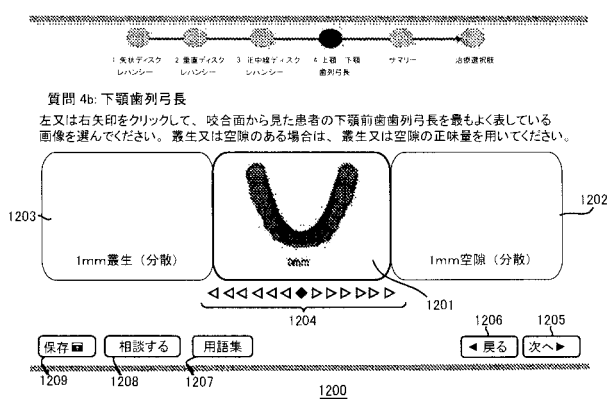 1 矢状ディスクレパンシー
2 垂直ディスクレパンシー
3 正中線ディスクレパンシー
4 上顎 下顎歯列弓長
サマリー
治療選択肢
質問 4b: 下顎歯列弓長
左又は右矢印をクリックして、咬合面から見た患者の下顎前歯歯列弓長を最もよく表している
画像を選んでください。叢生又は空隙のある場合は、叢生又は空隙の正味量を用いてください。
1203
1202
1mm叢生（分散）
0mm
1mm空隙（分散）
1201
1204
1206
1205
保存
相談する
用語集
◀ 戻る
次へ▶
1209
1208
1207
1200